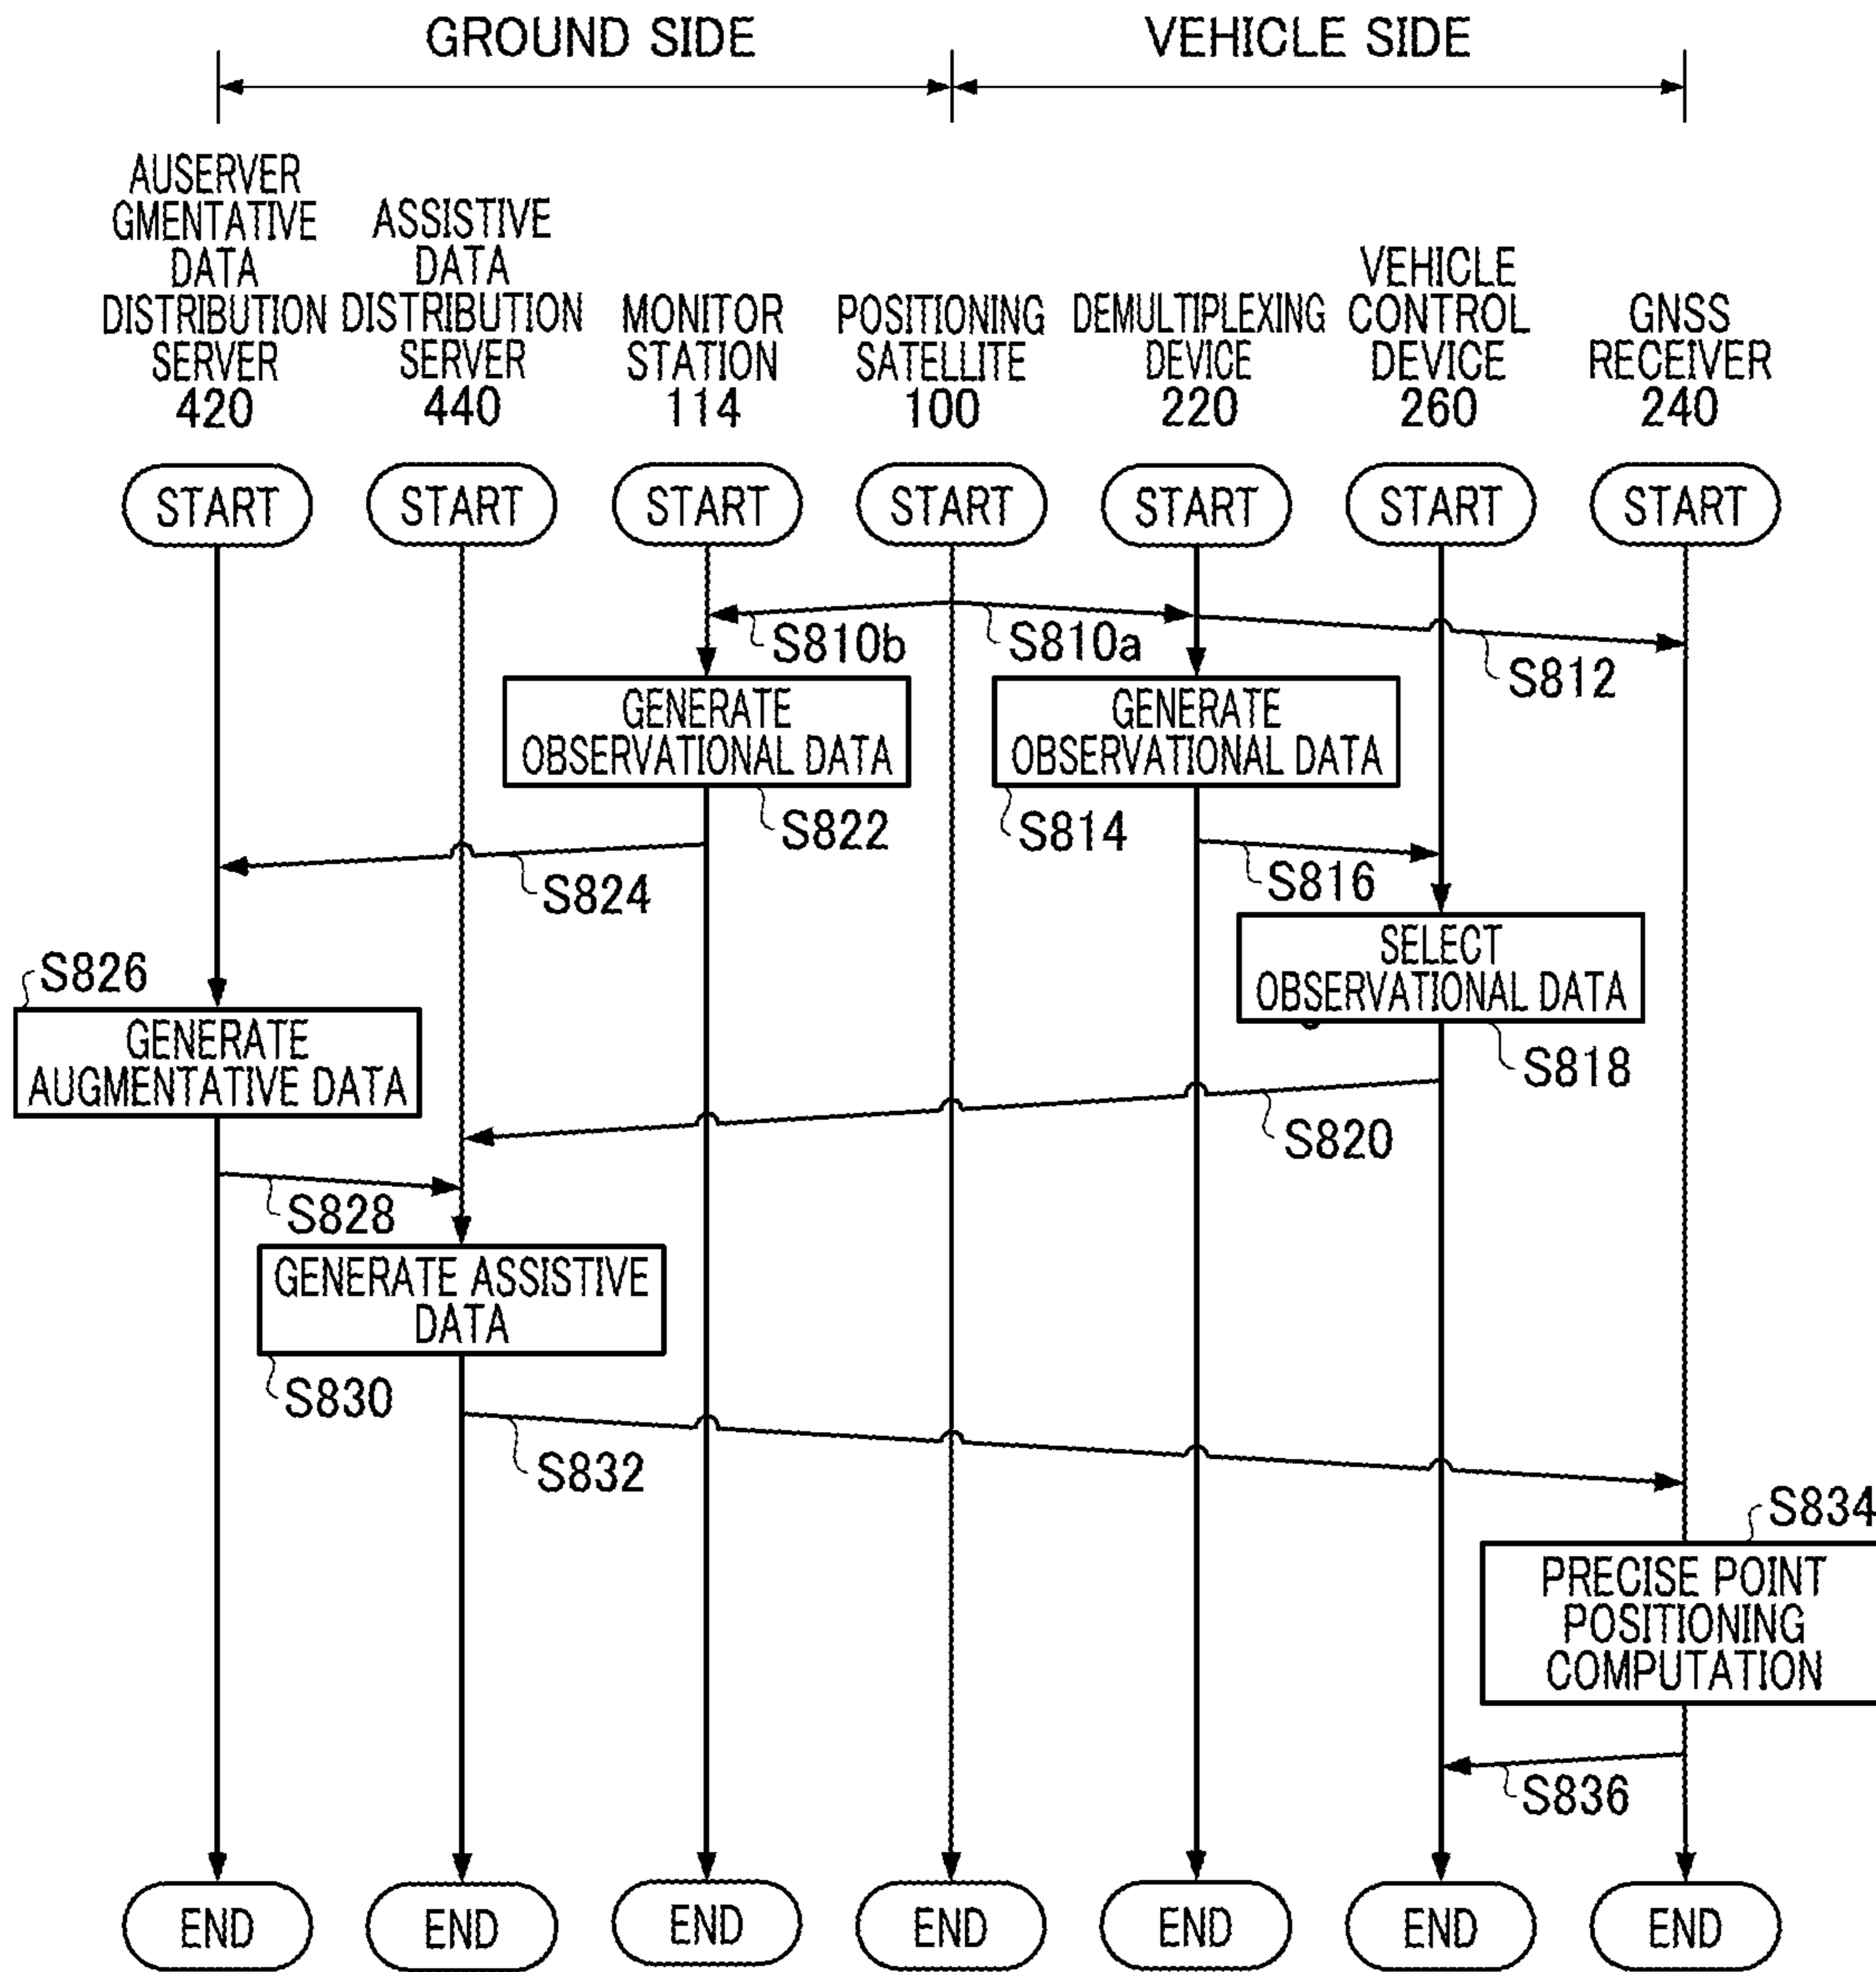 GROUND SIDE
VEHICLE SIDE
AUSERVER
GMENTATIVE
DATA
DISTRIBUTION
SERVER
420
ASSISTIVE
DATA
DISTRIBUTION
SERVER
440
MONITOR
STATION
114
POSITIONING
SATELLITE
100
DEMULTIPLEXING
DEVICE
220
VEHICLE
CONTROL
DEVICE
260
GNSS
RECEIVER
240
START
START
START
START
START
START
START
S810b
S810a
S812
GENERATE
OBSERVATIONAL DATA
S822
GENERATE
OBSERVATIONAL DATA
S814
S824
S816
SELECT
OBSERVATIONAL DATA
S818
S826
GENERATE
AUGMENTATIVE DATA
S820
S828
GENERATE ASSISTIVE
DATA
S830
S832
S834
PRECISE POINT
POSITIONING
COMPUTATION
S836
END
END
END
END
END
END
END